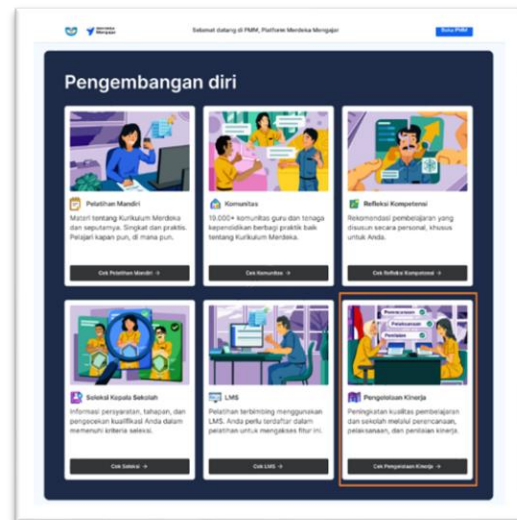 Merdeka
Mengajar
Selamat datang di PMM, Platform Merdeka Mengajar
Buka PMM
Pengembangan diri
Pelatihan Mandiri
Materi tentang Kurikulum Merdeka
dan seputarnya. Singkat dan praktis.
Pelajari kapan pun, di mana pun.
Cek Pelatihan Mandiri →
Komunitas
19.000+ komunitas guru dan tenaga
kependidikan berbagi praktik baik
tentang Kurikulum Merdeka.
Cek Komunitas →
Refleksi Kompetensi
Rekomendasi pembelajaran yang
disusun secara personal, khusus
untuk Anda.
Cek Refleksi Kompetensi →
Seleksi Kepala Sekolah
Informasi persyaratan, tahapan, dan
pengecekan kualifikasi Anda dalam
memenuhi kriteria seleksi.
Cek Seleksi →
LMS
Pelatihan terbimbing menggunakan
LMS. Anda perlu terdaftar dalam
pelatihan untuk mengakses fitur ini.
Cek LMS →
Perencanaan
Pelaksanaan
Penilaian
Pengelolaan Kinerja
Peningkatan kualitas pembelajaran
dan sekolah melalui perencanaan,
pelaksanaan, dan penilaian kinerja.
Cek Pengelolaan Kinerja →